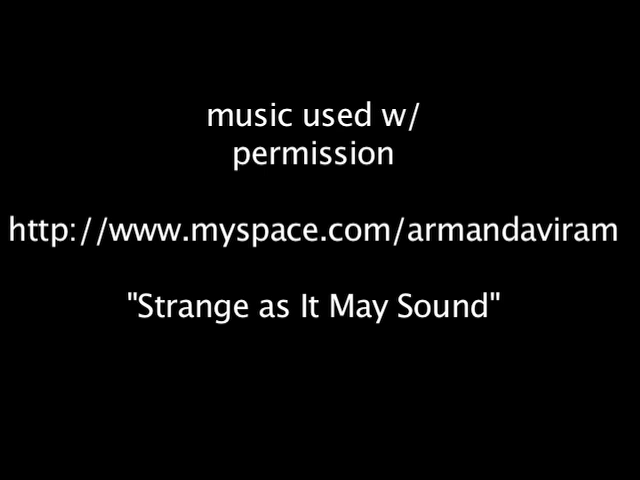 music used w/
permission
http://www.myspace.com/armandaviram
"Strange as It May Sound"